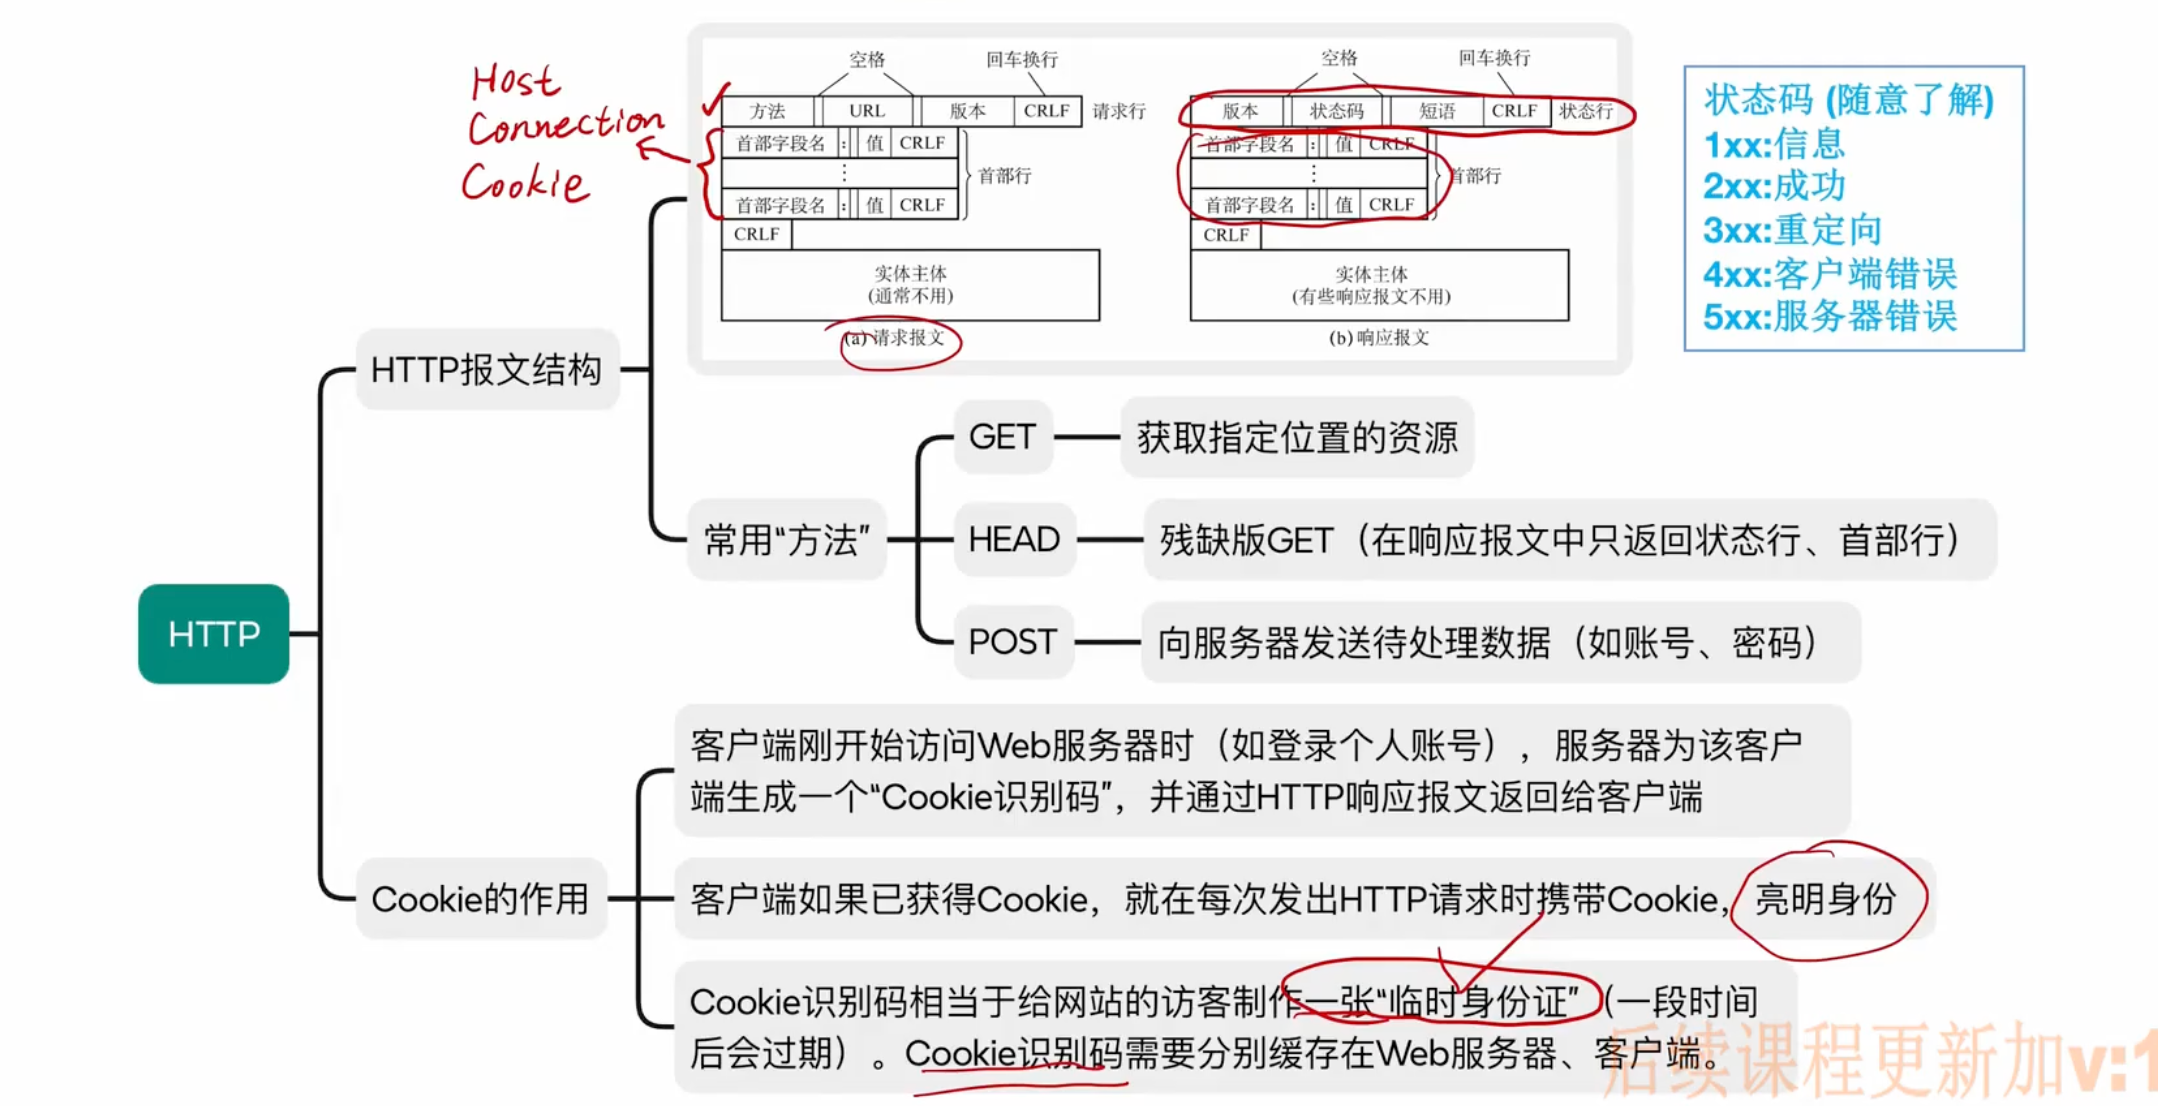 Host
Connection
Cookie
空格
回车换行
方法 URL 版本 CRLF 请求行
首部字段名 : 值 CRLF
⋮
首部行
首部字段名 : 值 CRLF
CRLF
实体主体
(通常不用)
(a) 请求报文
空格
回车换行
版本 状态码 短语 CRLF 状态行
首部字段名 : 值 CRLF
⋮
首部行
首部字段名 : 值 CRLF
CRLF
实体主体
(有些响应报文不用)
(b) 响应报文
状态码 (随意了解)
1xx:信息
2xx:成功
3xx:重定向
4xx:客户端错误
5xx:服务器错误
HTTP
HTTP报文结构
常用“方法”
GET
获取指定位置的资源
HEAD
残缺版GET（在响应报文中只返回状态行、首部行）
POST
向服务器发送待处理数据（如账号、密码）
Cookie的作用
客户端刚开始访问Web服务器时（如登录个人账号），服务器为该客户
端生成一个“Cookie识别码”，并通过HTTP响应报文返回给客户端
客户端如果已获得Cookie，就在每次发出HTTP请求时携带Cookie，亮明身份
Cookie识别码相当于给网站的访客制作一张“临时身份证”（一段时间
后会过期）。Cookie识别码需要分别缓存在Web服务器、客户端。
后续课程更新加v:1